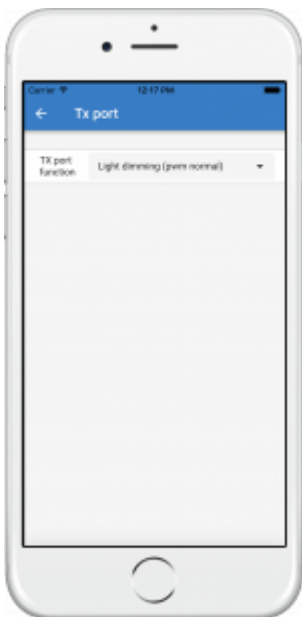 Carrier 12:17 PM
← Tx port
TX port
function
Light dimming (pwm normal)